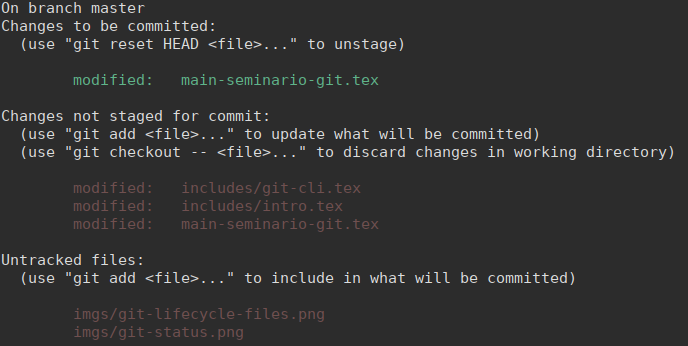 On branch master
Changes to be committed:
  (use "git reset HEAD <file>..." to unstage)

        modified:   main-seminario-git.tex

Changes not staged for commit:
  (use "git add <file>..." to update what will be committed)
  (use "git checkout -- <file>..." to discard changes in working directory)

        modified:   includes/git-cli.tex
        modified:   includes/intro.tex
        modified:   main-seminario-git.tex

Untracked files:
  (use "git add <file>..." to include in what will be committed)

        imgs/git-lifecycle-files.png
        imgs/git-status.png